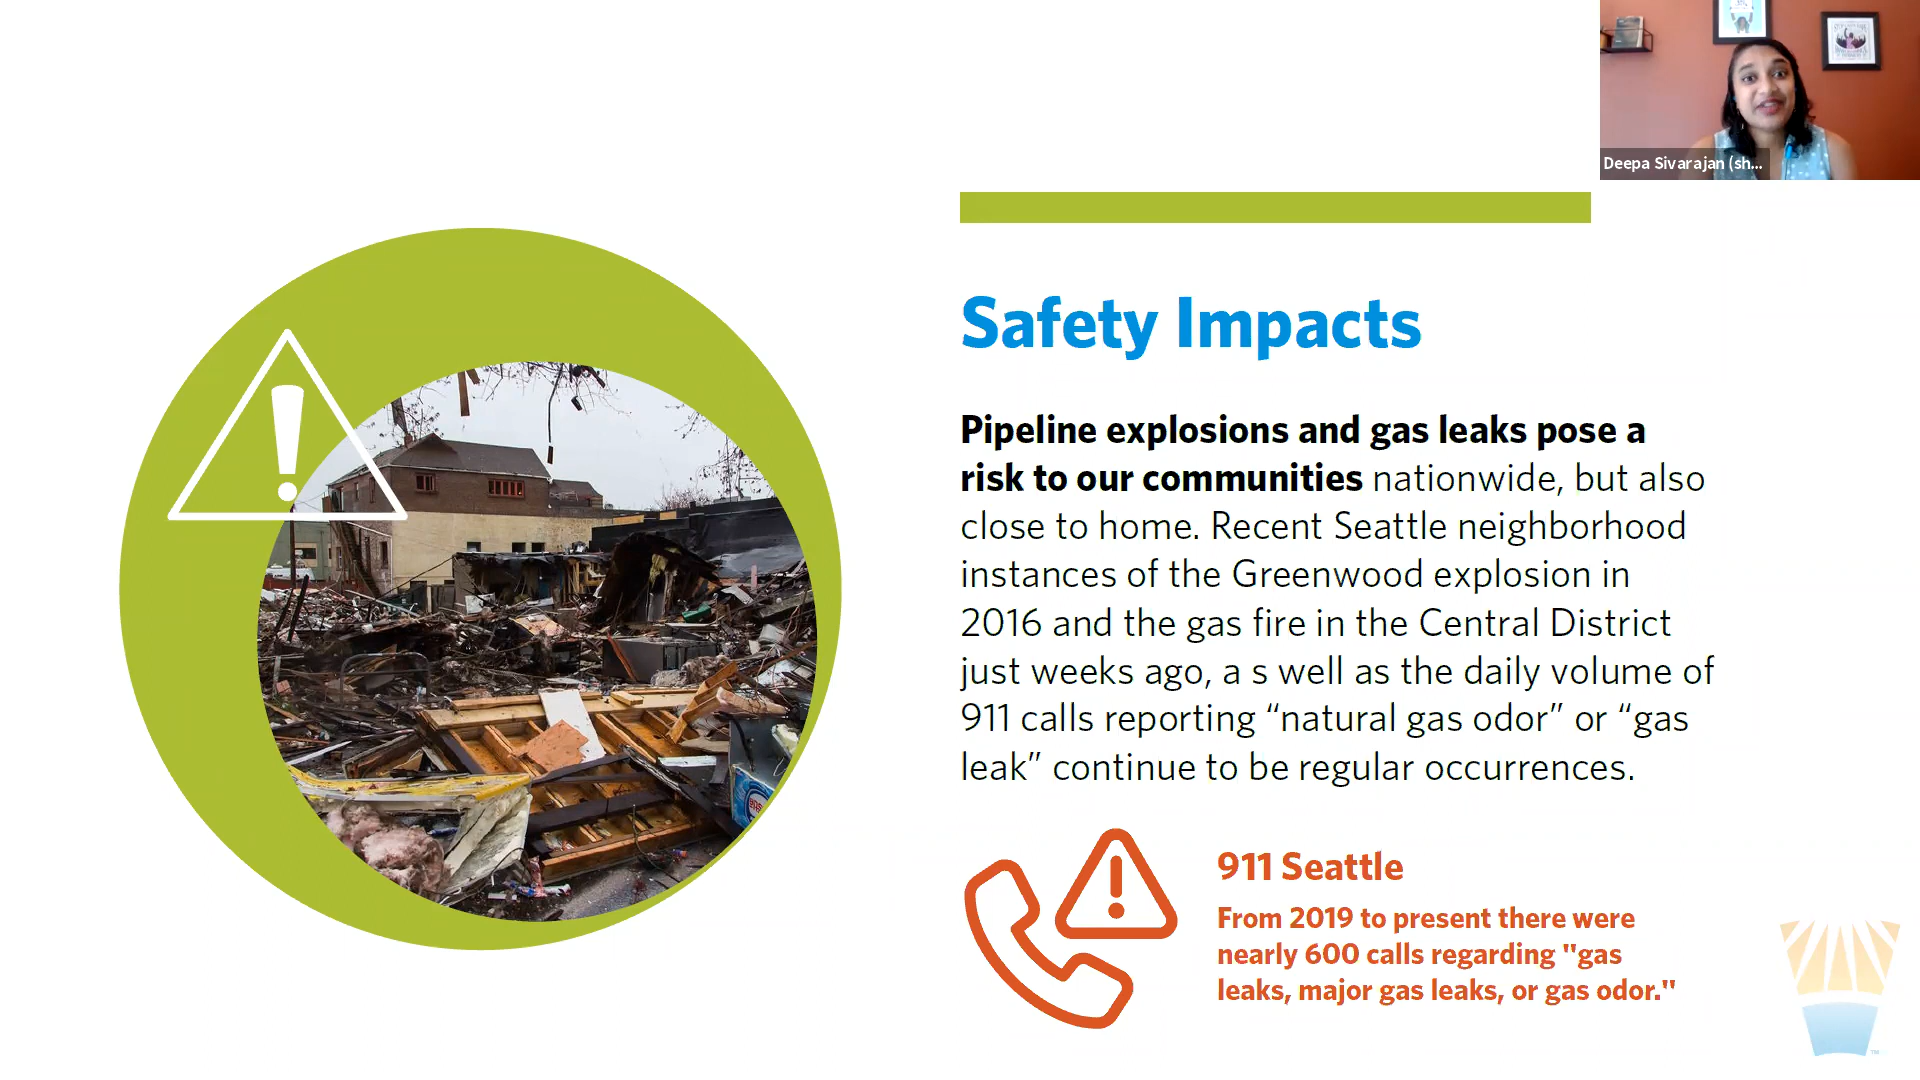 Deepa Sivarajan (sh...
Safety Impacts
Pipeline explosions and gas leaks pose a
risk to our communities nationwide, but also
close to home. Recent Seattle neighborhood
instances of the Greenwood explosion in
2016 and the gas fire in the Central District
just weeks ago, a s well as the daily volume of
911 calls reporting “natural gas odor” or “gas
leak” continue to be regular occurrences.
911 Seattle
From 2019 to present there were
nearly 600 calls regarding "gas
leaks, major gas leaks, or gas odor."
TM